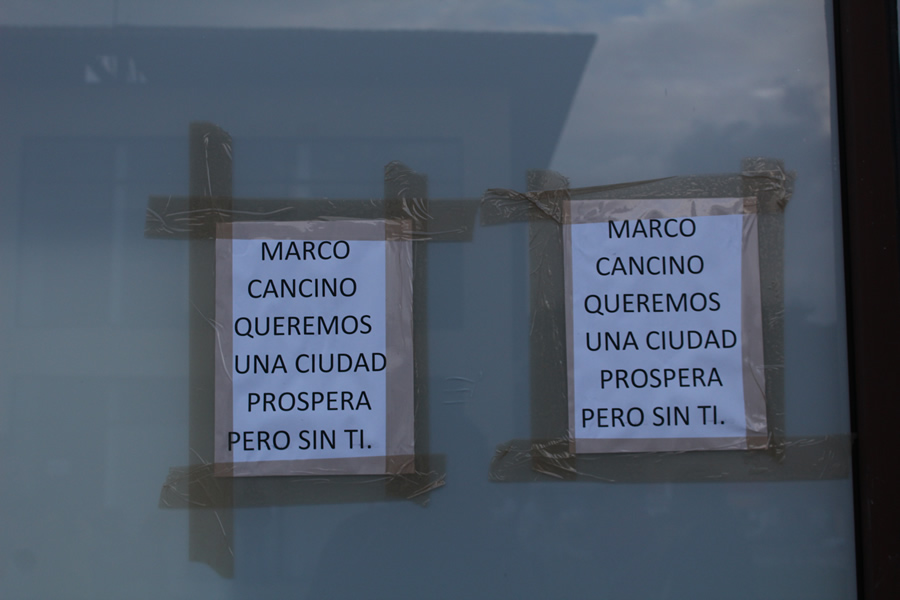 MARCO
CANCINO
QUEREMOS
UNA CIUDAD
PROSPERA
PERO SIN TI.
MARCO
CANCINO
QUEREMOS
UNA CIUDAD
PROSPERA
PERO SIN TI.